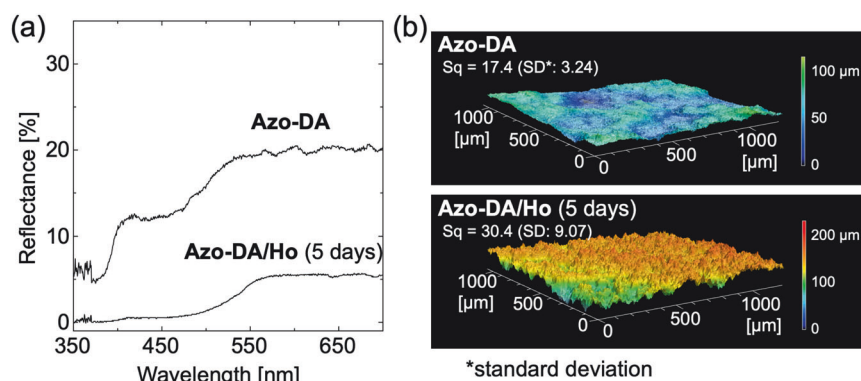 (a)
Reflectance [%]
30
20
10
0
Azo-DA
Azo-DA/Ho (5 days)
350 450 550 650
Wavelength [nm]
(b)
Azo-DA
Sq = 17.4 (SD*: 3.24)
100 µm
50
0
1000
[µm]
500
0
0
500
1000
[µm]
Azo-DA/Ho (5 days)
Sq = 30.4 (SD: 9.07)
200 µm
100
0
1000
[µm]
500
0
0
500
1000
[µm]
*standard deviation